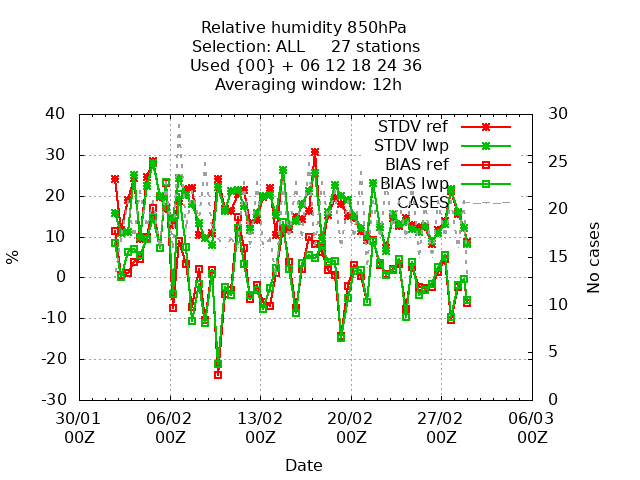 Relative humidity 850hPa
Selection: ALL 27 stations
Used {00} + 06 12 18 24 36
Averaging window: 12h
40 30
STDV ref
30 25
STDV lwp
BIAS ref
BIAS lwp
20 20
CASES
10 15
% No cases
0 10
-10
-20 5
-30 0
30/01 06/02 13/02 20/02 27/02 06/03
00Z 00Z 00Z 00Z 00Z 00Z
Date